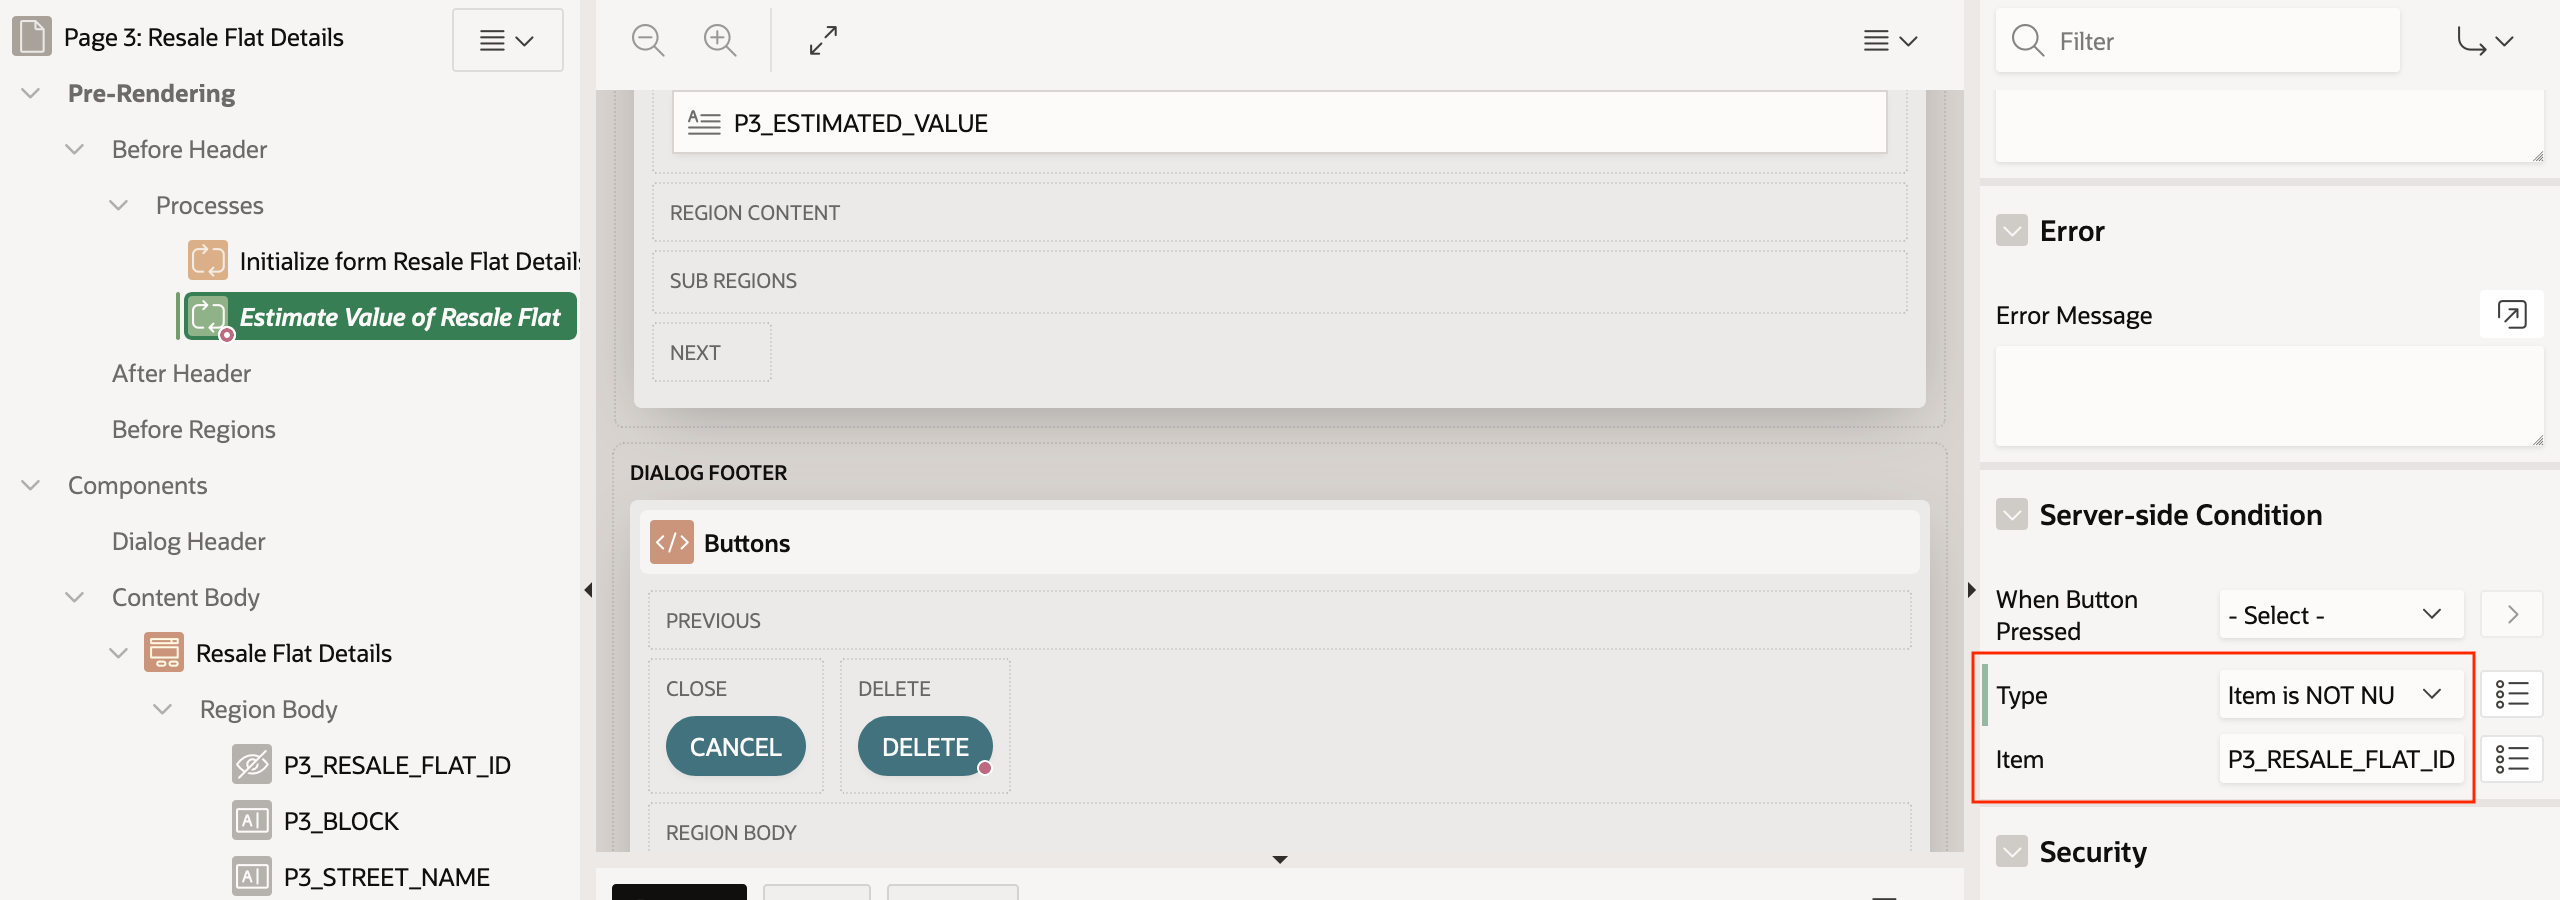 Page 3: Resale Flat Details
Pre-Rendering
Before Header
Processes
Initialize form Resale Flat Details
Estimate Value of Resale Flat
After Header
Before Regions
Components
Dialog Header
Content Body
Resale Flat Details
Region Body
P3_RESALE_FLAT_ID
P3_BLOCK
P3_STREET_NAME
P3_ESTIMATED_VALUE
REGION CONTENT
SUB REGIONS
NEXT
DIALOG FOOTER
Buttons
PREVIOUS
CLOSE
DELETE
CANCEL
DELETE
REGION BODY
Filter
Error
Error Message
Server-side Condition
When Button
Pressed
- Select -
Type
Item is NOT NU
Item
P3_RESALE_FLAT_ID
Security